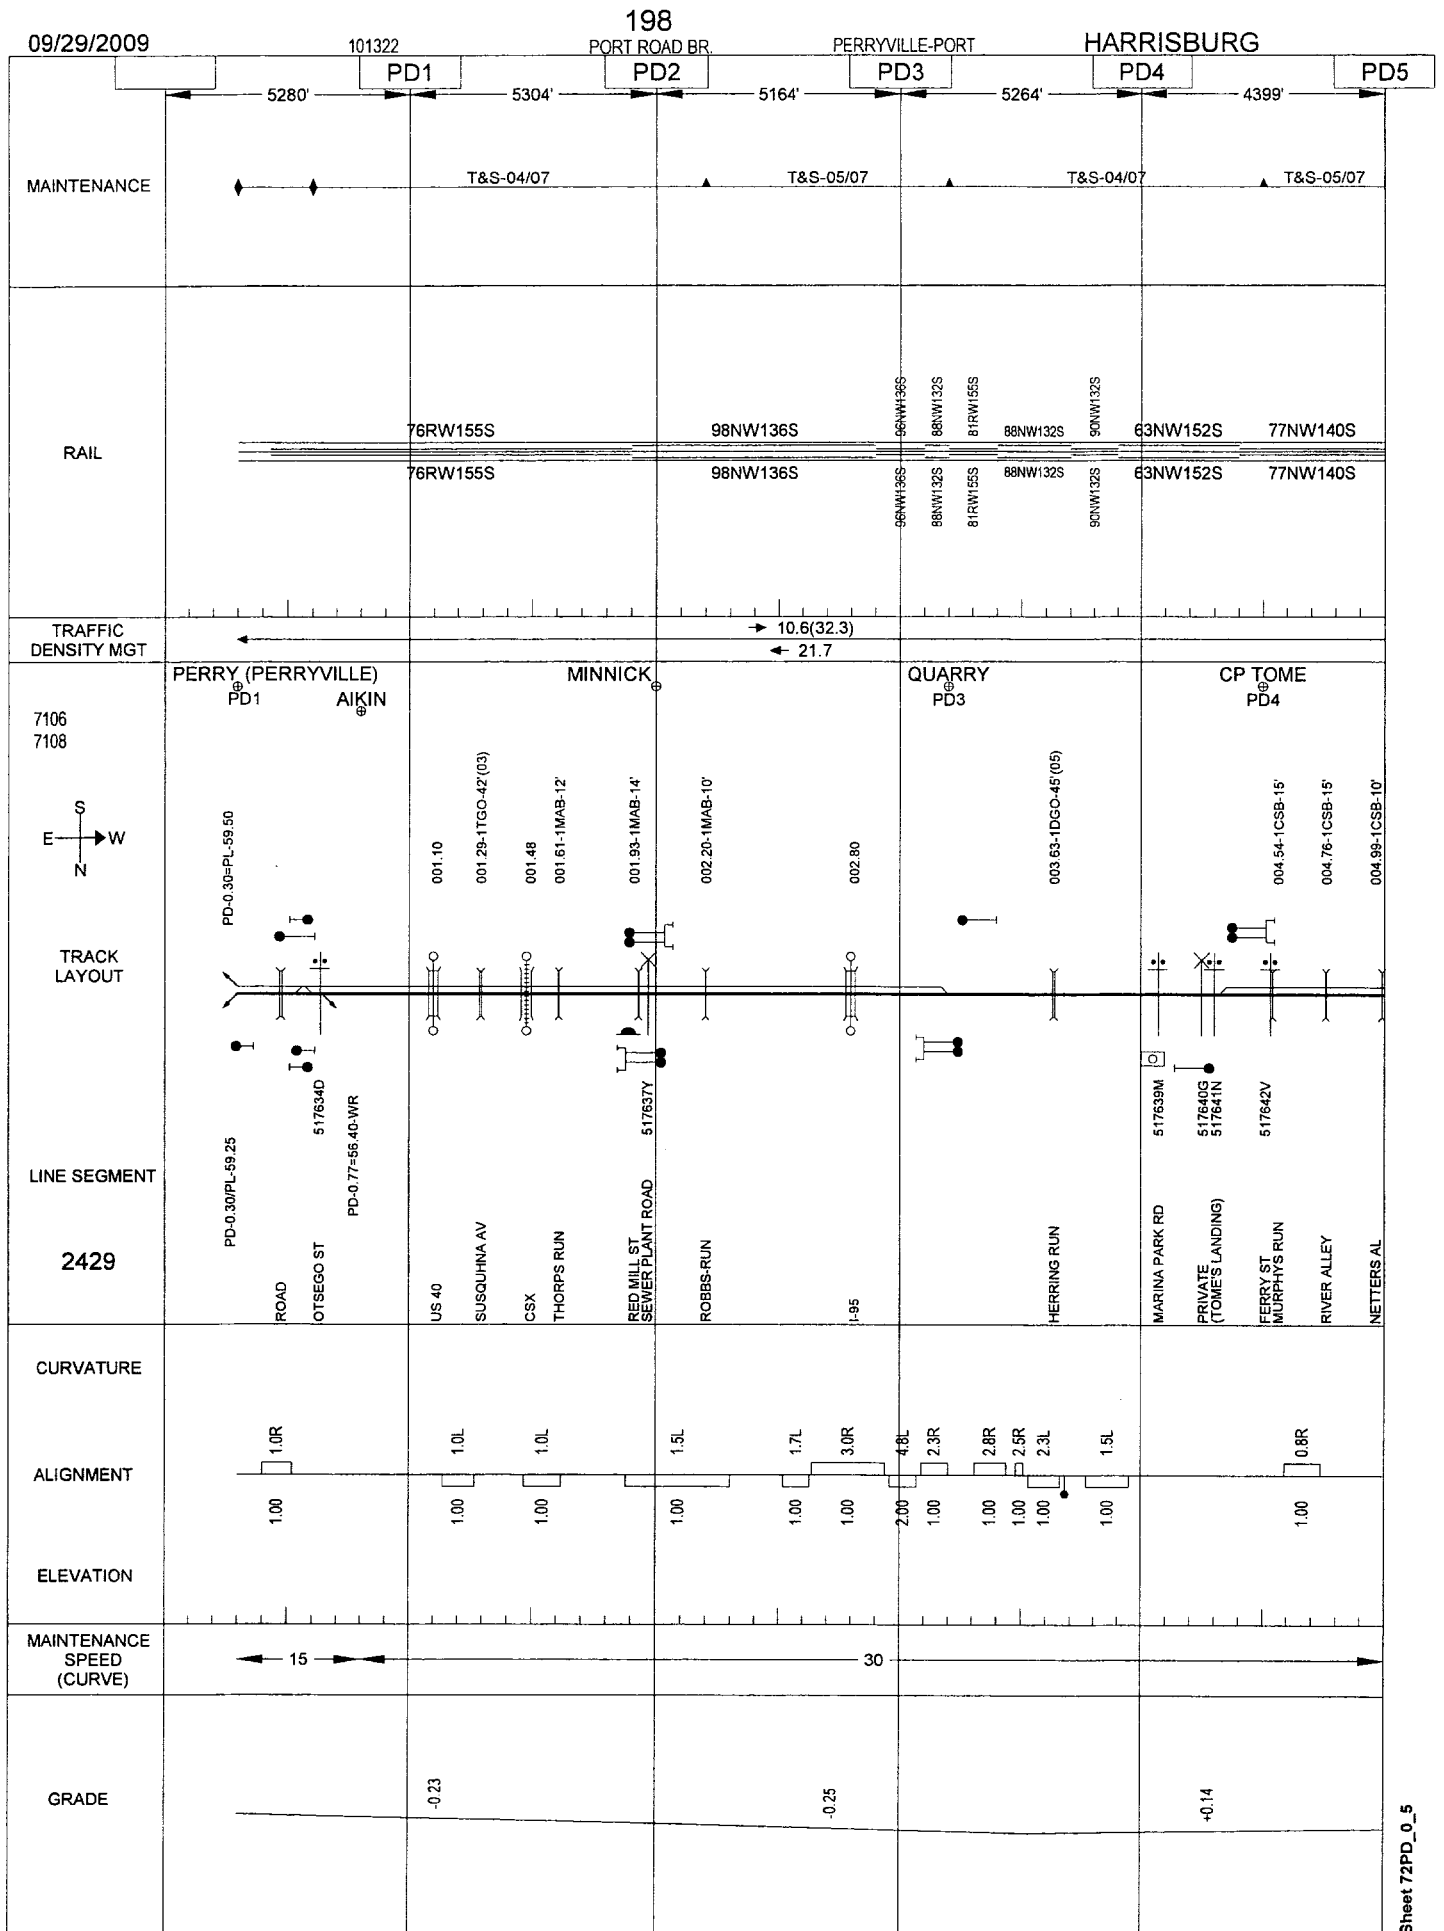 198
09/29/2009
101322
PORT ROAD BR.
PERRYVILLE-PORT
HARRISBURG
PD1
PD2
PD3
PD4
PD5
5280'
5304'
5164'
5264'
4399'
MAINTENANCE
T&S-04/07
T&S-05/07
T&S-04/07
T&S-05/07
RAIL
96NW136S
88NW132S
81RW155S
90NW132S
76RW155S
98NW136S
88NW132S
63NW152S
77NW140S
76RW155S
98NW136S
88NW132S
63NW152S
77NW140S
96NW136S
88NW132S
81RW155S
90NW132S
TRAFFIC
DENSITY MGT
10.6(32.3)
21.7
PERRY (PERRYVILLE)
PD1
AIKIN
MINNICK
QUARRY
PD3
CP TOME
PD4
7106
7108
S
E
W
N
PD-0.30=PL-59.50
001.10
001.29-1TGO-42'(03)
001.48
001.61-1MAB-12'
001.93-1MAB-14'
002.20-1MAB-10'
002.80
003.63-1DGO-45'(05)
004.54-1CSB-15'
004.76-1CSB-15'
004.99-1CSB-10'
TRACK
LAYOUT
517634D
517637Y
517639M
517640G
517641N
517642V
LINE SEGMENT
2429
PD-0.30/PL-59.25
PD-0.77=56.40-WR
ROAD
OTSEGO ST
US 40
SUSQUHNA AV
CSX
THORPS RUN
RED MILL ST
SEWER PLANT ROAD
ROBBS-RUN
I-95
HERRING RUN
MARINA PARK RD
PRIVATE
(TOME'S LANDING)
FERRY ST
MURPHYS RUN
RIVER ALLEY
NETTERS AL
CURVATURE
1.0R
1.0L
1.0L
1.5L
1.7L
3.0R
4.8L
2.3R
2.8R
2.5R
2.3L
1.5L
0.8R
ALIGNMENT
1.00
1.00
1.00
1.00
1.00
1.00
2.00
1.00
1.00
1.00
1.00
1.00
1.00
ELEVATION
MAINTENANCE
SPEED
(CURVE)
15
30
GRADE
-0.23
-0.25
+0.14
Sheet 72PD_0_5